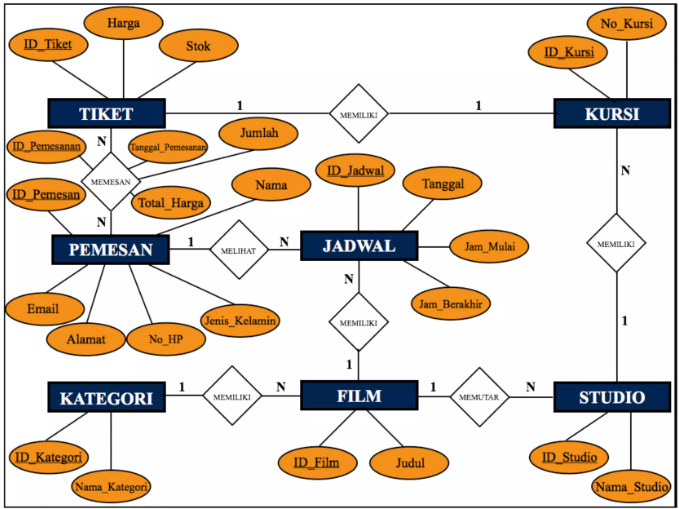 Harga
No_Kursi
ID_Tiket
Stok
ID_Kursi
TIKET
1
MEMILIKI
1
KURSI
N
Jumlah
ID_Pemesanan
Tanggal_Pemesanan
MEMESAN
ID_Jadwal
N
ID_Pemesan
Total_Harga
Nama
Tanggal
N
PEMESAN
1
MELIHAT
N
JADWAL
Jam_Mulai
MEMILIKI
N
Email
Jenis_Kelamin
Jam_Berakhir
Alamat
No_HP
MEMILIKI
1
1
KATEGORI
1
MEMILIKI
N
FILM
1
MEMUTAR
N
STUDIO
ID_Kategori
ID_Film
Judul
ID_Studio
Nama_Kategori
Nama_Studio